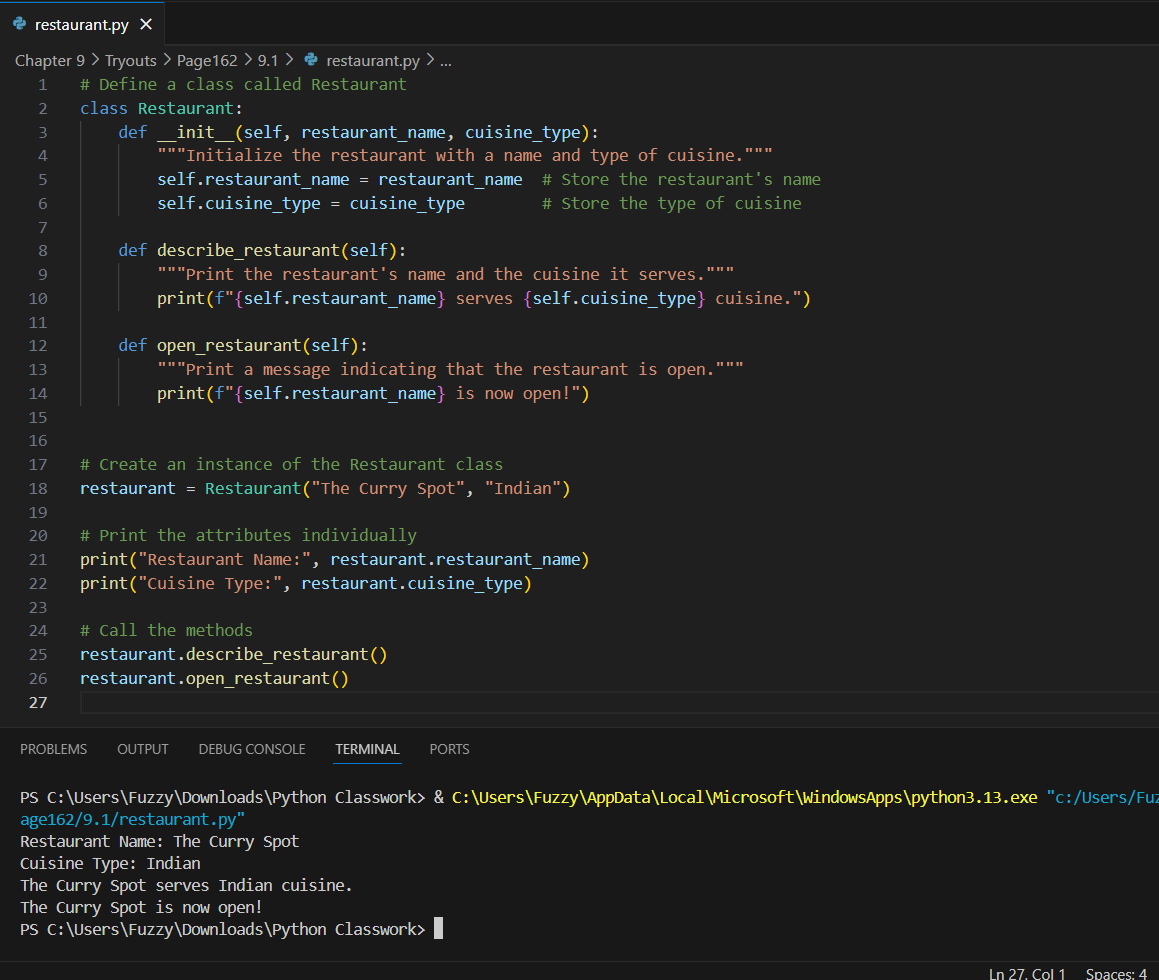 restaurant.py
Chapter 9 > Tryouts > Page162 > 9.1 > restaurant.py > ...
1 # Define a class called Restaurant
2 class Restaurant:
3     def __init__(self, restaurant_name, cuisine_type):
4         """Initialize the restaurant with a name and type of cuisine."""
5         self.restaurant_name = restaurant_name  # Store the restaurant's name
6         self.cuisine_type = cuisine_type        # Store the type of cuisine
7
8     def describe_restaurant(self):
9         """Print the restaurant's name and the cuisine it serves."""
10         print(f"{self.restaurant_name} serves {self.cuisine_type} cuisine.")
11
12     def open_restaurant(self):
13         """Print a message indicating that the restaurant is open."""
14         print(f"{self.restaurant_name} is now open!")
15
16
17 # Create an instance of the Restaurant class
18 restaurant = Restaurant("The Curry Spot", "Indian")
19
20 # Print the attributes individually
21 print("Restaurant Name:", restaurant.restaurant_name)
22 print("Cuisine Type:", restaurant.cuisine_type)
23
24 # Call the methods
25 restaurant.describe_restaurant()
26 restaurant.open_restaurant()
27
PROBLEMS OUTPUT DEBUG CONSOLE TERMINAL PORTS
PS C:\Users\Fuzzy\Downloads\Python Classwork> & C:\Users\Fuzzy\AppData\Local\Microsoft\WindowsApps\python3.13.exe "c:/Users/Fuz
age162/9.1/restaurant.py"
Restaurant Name: The Curry Spot
Cuisine Type: Indian
The Curry Spot serves Indian cuisine.
The Curry Spot is now open!
PS C:\Users\Fuzzy\Downloads\Python Classwork>
Ln 27, Col 1 Spaces: 4